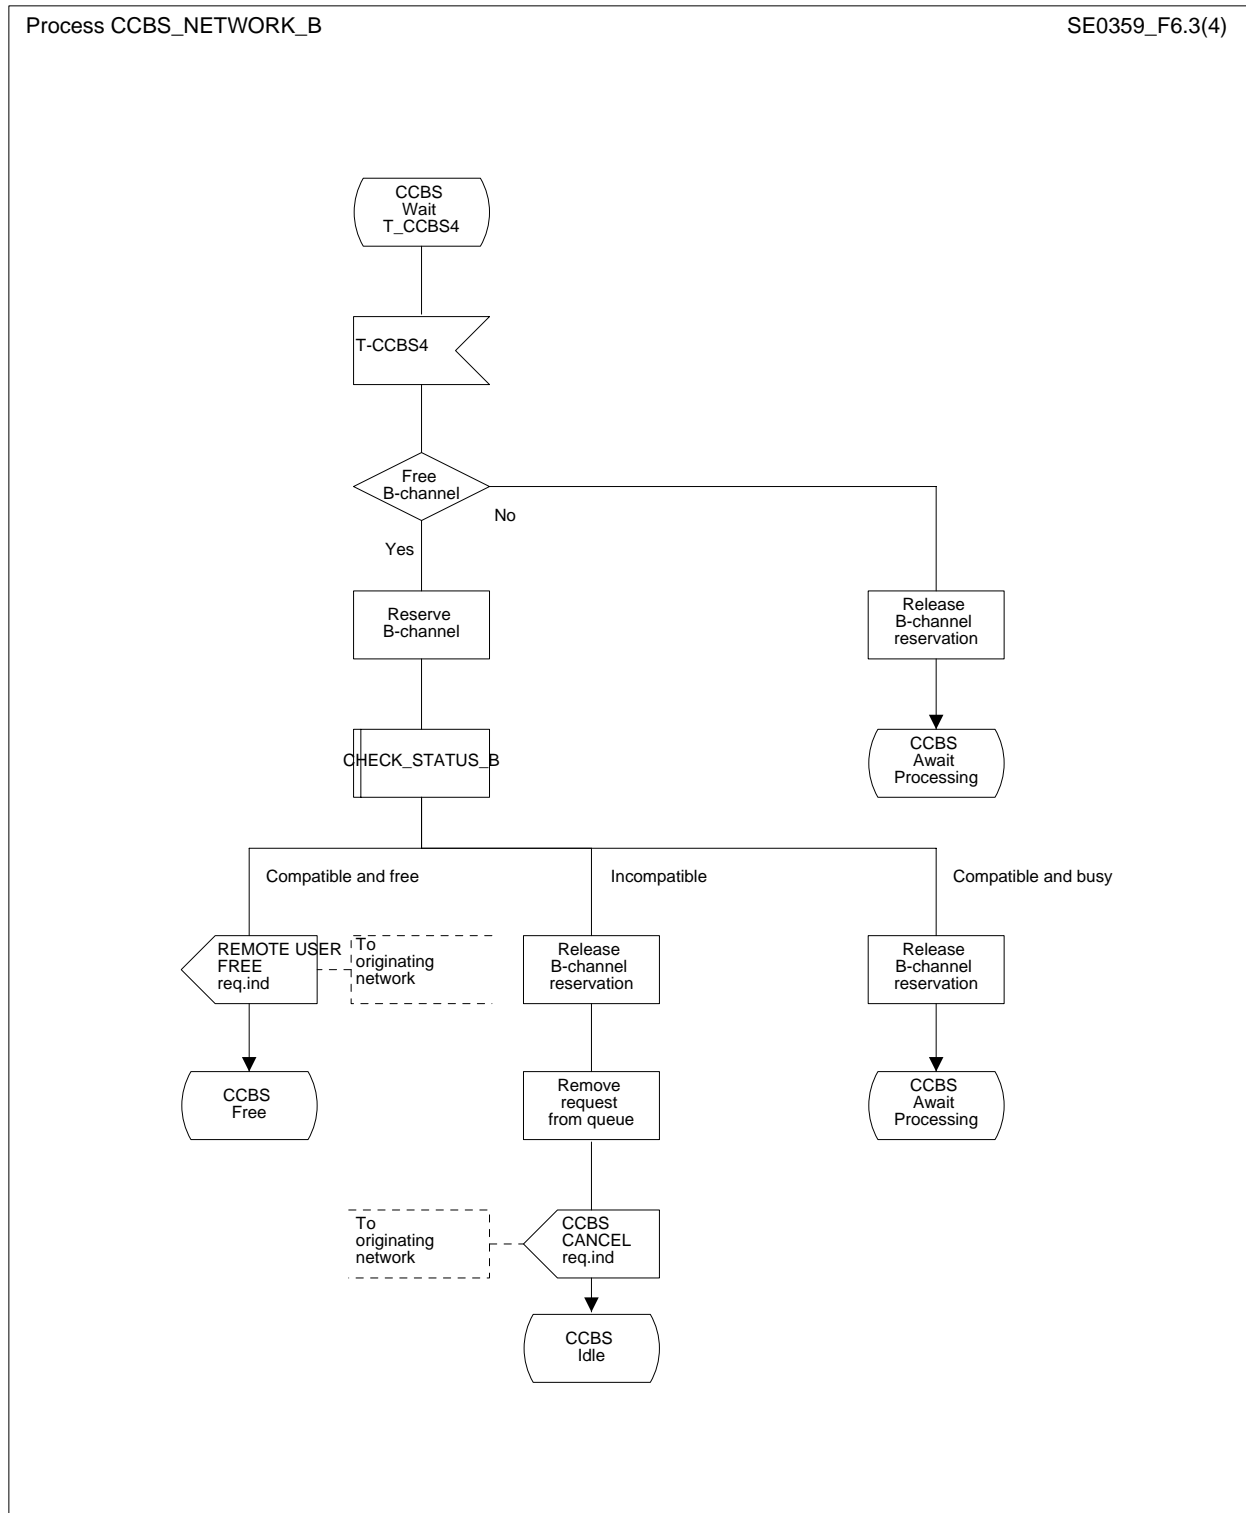 Process CCBS_NETWORK_B
SE0359_F6.3(4)
CCBS
Wait
T_CCBS4
T-CCBS4
Free
B-channel
No
Yes
Reserve
B-channel
Release
B-channel
reservation
CHECK_STATUS_B
CCBS
Await
Processing
Compatible and free
Incompatible
Compatible and busy
REMOTE USER
FREE
req.ind
To
originating
network
Release
B-channel
reservation
Release
B-channel
reservation
CCBS
Free
Remove
request
from queue
CCBS
Await
Processing
To
originating
network
CCBS
CANCEL
req.ind
CCBS
Idle